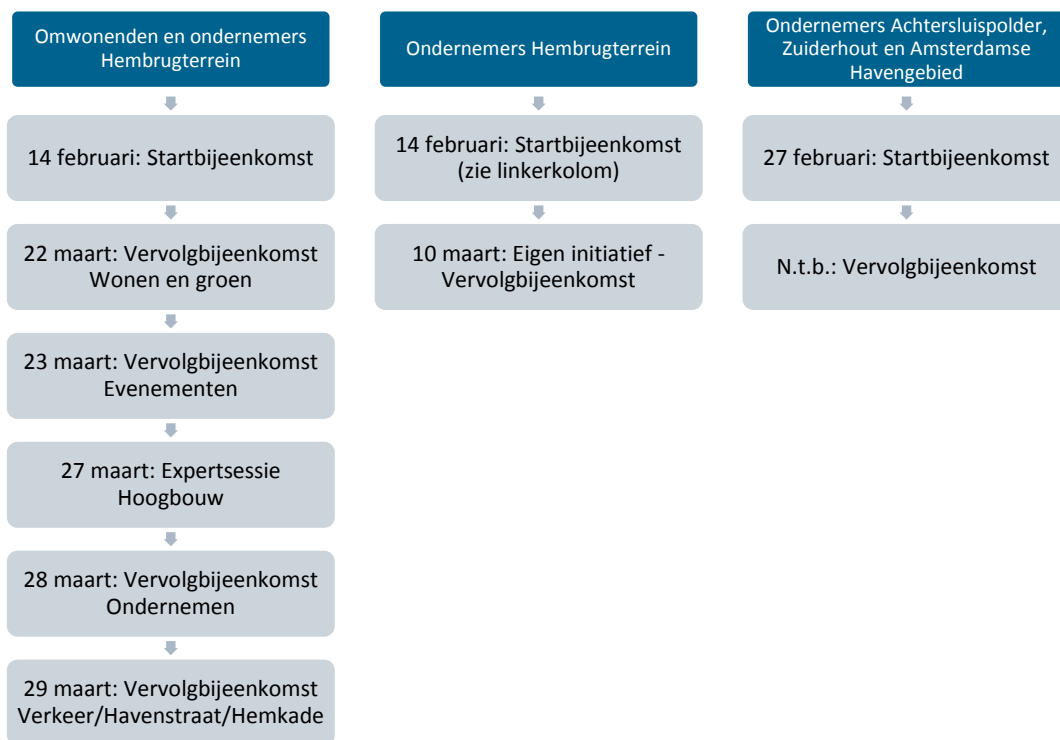 Omwonenden en ondernemers
Hembrugterrein
14 februari: Startbijeenkomst
22 maart: Vervolgbijeenkomst
Wonen en groen
23 maart: Vervolgbijeenkomst
Evenementen
27 maart: Expertsessie
Hoogbouw
28 maart: Vervolgbijeenkomst
Ondernemen
29 maart: Vervolgbijeenkomst
Verkeer/Havenstraat/Hemkade
Ondernemers Hembrugterrein
14 februari: Startbijeenkomst
(zie linkerkolom)
10 maart: Eigen initiatief -
Vervolgbijeenkomst
Ondernemers Achtersluispolder,
Zuiderhout en Amsterdamse
Havengebied
27 februari: Startbijeenkomst
N.t.b.: Vervolgbijeenkomst